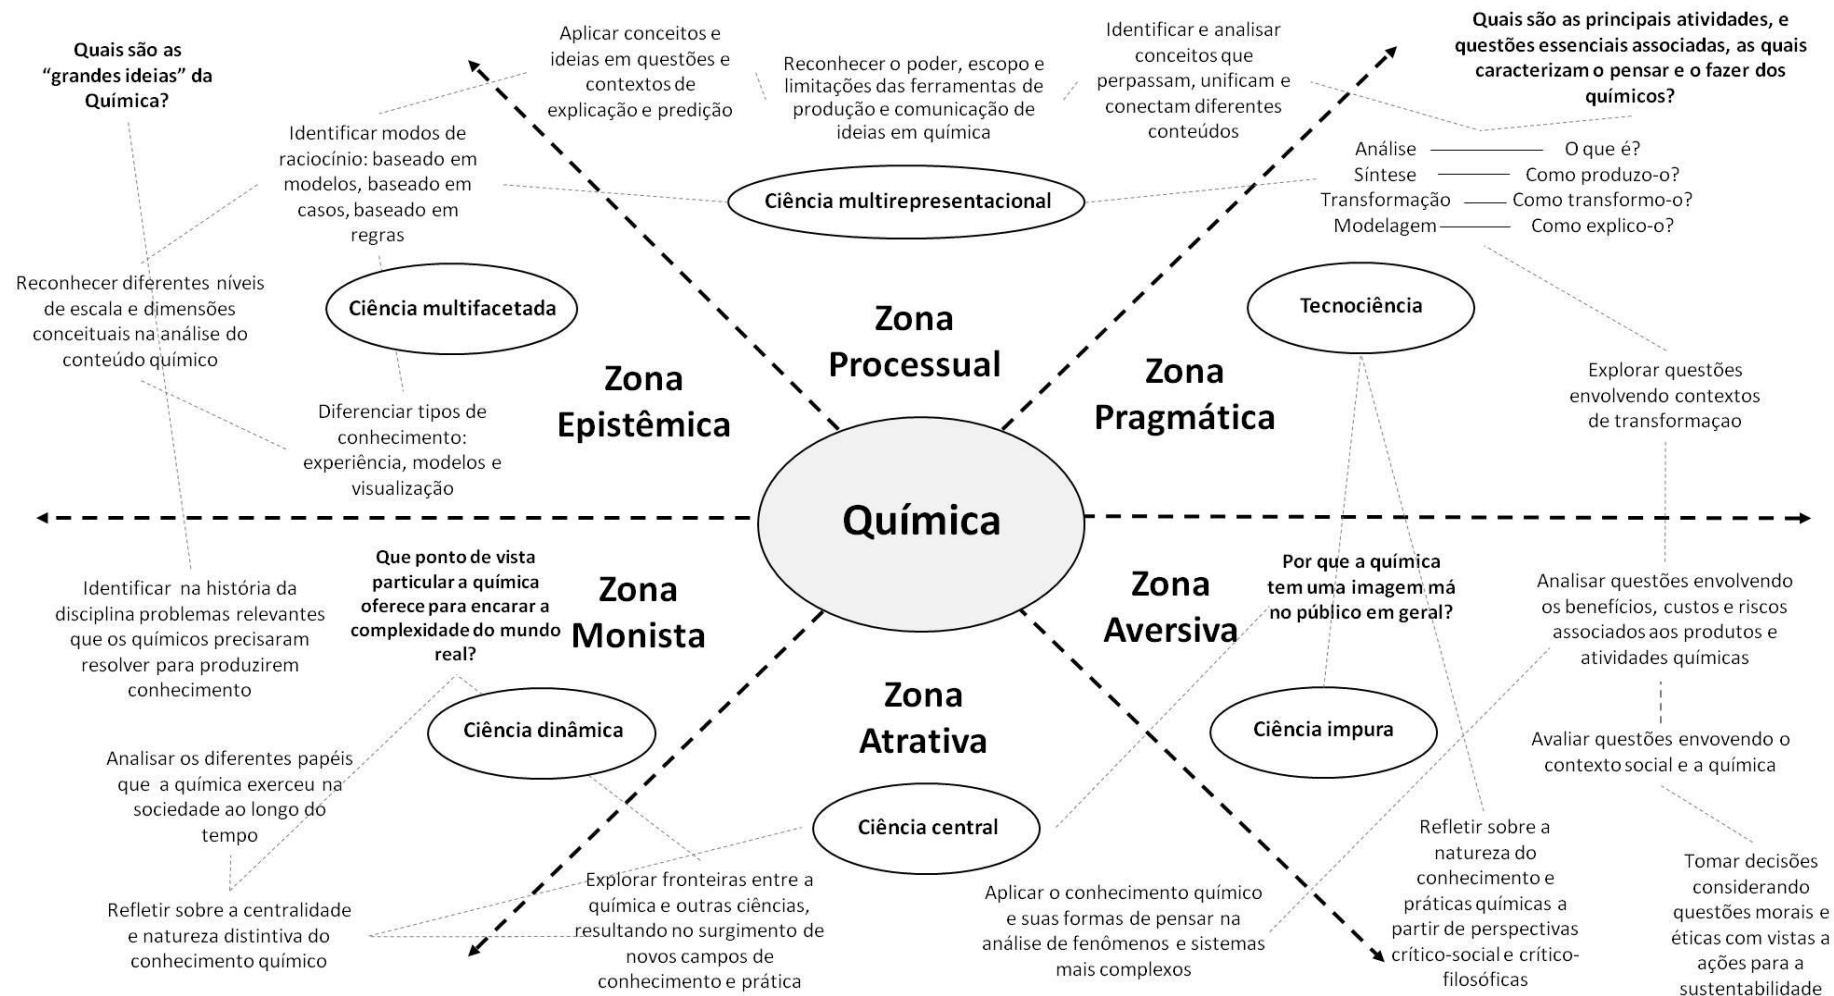 Quais são as
“grandes ideias” da
Química?
Aplicar conceitos e
ideias em questões e
contextos de
explicação e predição
Reconhecer o poder, escopo e
limitações das ferramentas de
produção e comunicação de
ideias em química
Identificar e analisar
conceitos que
perpassam, unificam e
conectam diferentes
conteúdos
Quais são as principais atividades, e
questões essenciais associadas, as quais
caracterizam o pensar e o fazer dos
químicos?
Identificar modos de
raciocínio: baseado em
modelos, baseado em
casos, baseado em
regras
Ciência multirepresentacional
Análise O que é?
Síntese Como produzo-o?
Transformação Como transformo-o?
Modelagem Como explico-o?
Reconhecer diferentes níveis
de escala e dimensões
conceituais na análise do
conteúdo químico
Ciência multifacetada
Tecnociência
Zona
Processual
Zona
Epistêmica
Zona
Pragmática
Explorar questões
envolvendo contextos
de transformaçao
Diferenciar tipos de
conhecimento:
experiência, modelos e
visualização
Química
Identificar na história da
disciplina problemas relevantes
que os químicos precisaram
resolver para produzirem
conhecimento
Que ponto de vista
particular a química
oferece para encarar a
complexidade do mundo
real?
Zona
Monista
Zona
Aversiva
Por que a química
tem uma imagem má
no público em geral?
Analisar questões envolvendo
os benefícios, custos e riscos
associados aos produtos e
atividades químicas
Zona
Atrativa
Ciência dinâmica
Ciência impura
Analisar os diferentes papéis
que a química exerceu na
sociedade ao longo do
tempo
Avaliar questões envovendo o
contexto social e a química
Ciência central
Refletir sobre a centralidade
e natureza distintiva do
conhecimento químico
Explorar fronteiras entre a
química e outras ciências,
resultando no surgimento de
novos campos de
conhecimento e prática
Aplicar o conhecimento químico
e suas formas de pensar na
análise de fenômenos e sistemas
mais complexos
Refletir sobre a
natureza do
conhecimento e
práticas químicas a
partir de perspectivas
crítico-social e crítico-
filosóficas
Tomar decisões
considerando
questões morais e
éticas com vistas a
ações para a
sustentabilidade